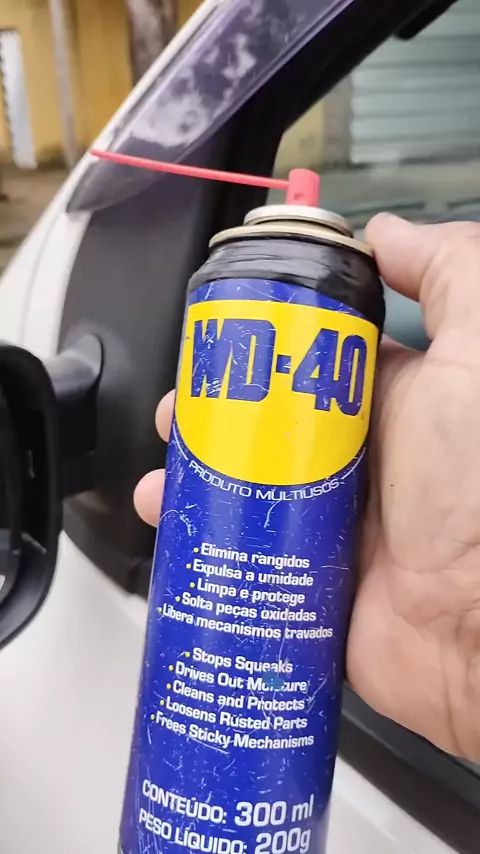 WD-40
PRODUTO MULTIUSOS
•Elimina rangidos
•Expulsa a umidade
•Limpa e protege
•Solta peças oxidadas
•Libera mecanismos travados
•Stops Squeaks
•Drives Out Moisture
•Cleans and Protects
•Loosens Rusted Parts
•Frees Sticky Mechanisms
CONTEÚDO: 300 ml
PESO LÍQUIDO: 200g